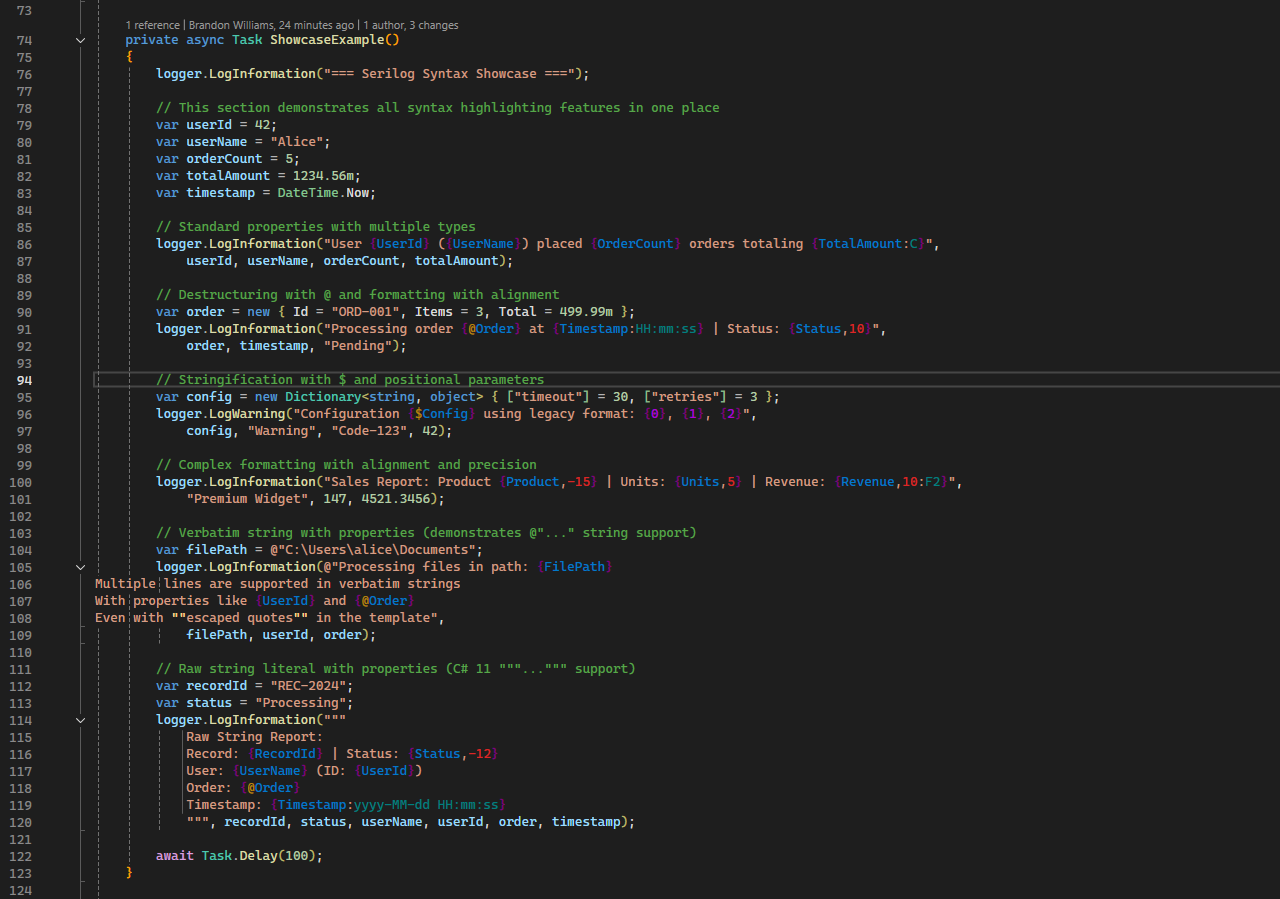 73
1 reference | Brandon Williams, 24 minutes ago | 1 author, 3 changes
74 private async Task ShowcaseExample()
75 {
76 logger.LogInformation("=== Serilog Syntax Showcase ===");
77
78 // This section demonstrates all syntax highlighting features in one place
79 var userId = 42;
80 var userName = "Alice";
81 var orderCount = 5;
82 var totalAmount = 1234.56m;
83 var timestamp = DateTime.Now;
84
85 // Standard properties with multiple types
86 logger.LogInformation("User {UserId} ({UserName}) placed {OrderCount} orders totaling {TotalAmount:C}",
87 userId, userName, orderCount, totalAmount);
88
89 // Destructuring with @ and formatting with alignment
90 var order = new { Id = "ORD-001", Items = 3, Total = 499.99m };
91 logger.LogInformation("Processing order {@Order} at {Timestamp:HH:mm:ss} | Status: {Status,10}",
92 order, timestamp, "Pending");
93
94 // Stringification with $ and positional parameters
95 var config = new Dictionary<string, object> { ["timeout"] = 30, ["retries"] = 3 };
96 logger.LogWarning("Configuration {$Config} using legacy format: {0}, {1}, {2}",
97 config, "Warning", "Code-123", 42);
98
99 // Complex formatting with alignment and precision
100 logger.LogInformation("Sales Report: Product {Product,-15} | Units: {Units,5} | Revenue: {Revenue,10:F2}",
101 "Premium Widget", 147, 4521.3456);
102
103 // Verbatim string with properties (demonstrates @"..." string support)
104 var filePath = @"C:\Users\alice\Documents";
105 logger.LogInformation(@"Processing files in path: {FilePath}
106 Multiple lines are supported in verbatim strings
107 With properties like {UserId} and {@Order}
108 Even with ""escaped quotes"" in the template",
109 filePath, userId, order);
110
111 // Raw string literal with properties (C# 11 """...""" support)
112 var recordId = "REC-2024";
113 var status = "Processing";
114 logger.LogInformation("""
115 Raw String Report:
116 Record: {RecordId} | Status: {Status,-12}
117 User: {UserName} (ID: {UserId})
118 Order: {@Order}
119 Timestamp: {Timestamp:yyyy-MM-dd HH:mm:ss}
120 """, recordId, status, userName, userId, order, timestamp);
121
122 await Task.Delay(100);
123 }
124